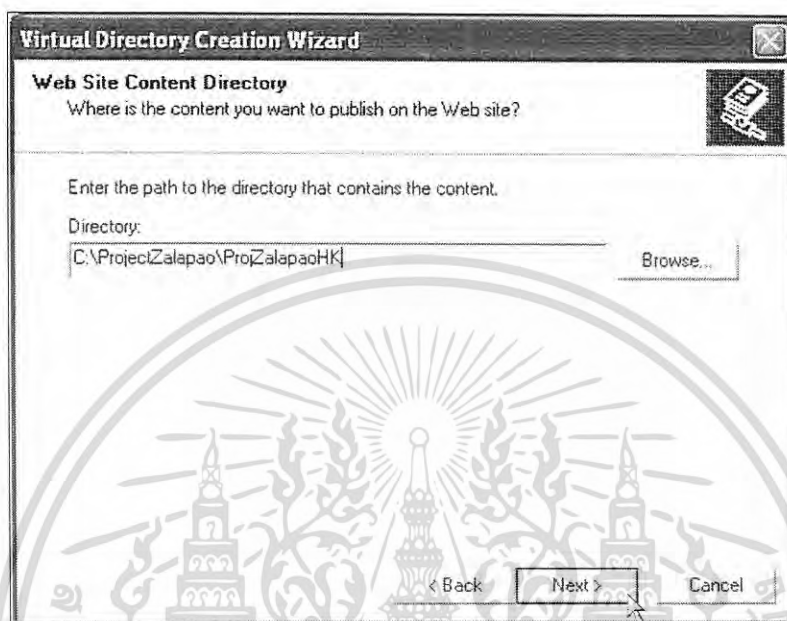 Virtual Directory Creation Wizard
Web Site Content Directory
Where is the content you want to publish on the Web site?
Enter the path to the directory that contains the content.
Directory:
C:\ProjectZalapao\ProjZalapaoHK
Browse...
< Back Next > Cancel